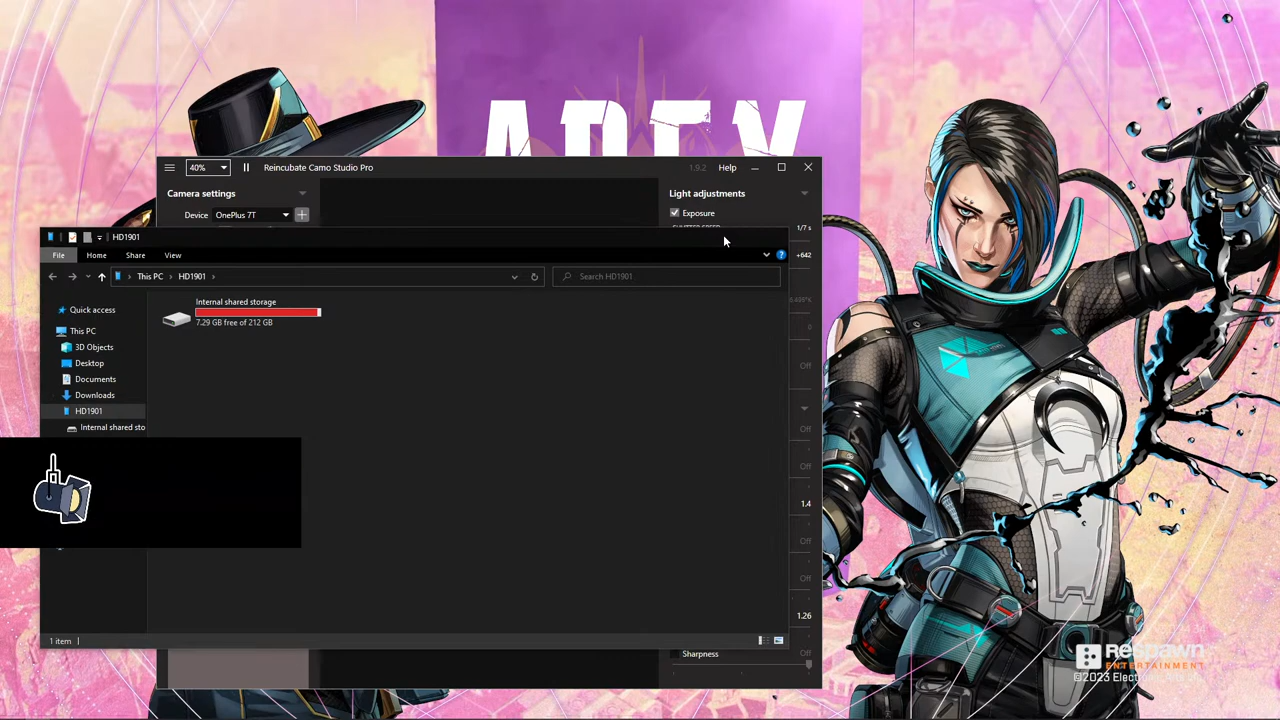 APEX
40%
Reincubate Camo Studio Pro
1.9.2
Help
Camera settings
Light adjustments
Device
OnePlus 7T
Exposure
1/7 s
HD1901
File
Home
Share
View
+642
This PC
HD1901
Search HD1901
Quick access
This PC
3D Objects
Desktop
Documents
Downloads
HD1901
Internal shared sto
Internal shared storage
7.29 GB free of 212 GB
0
Off
Off
Off
1.4
Off
Off
1.26
1 item
Sharpness
Off
Respawn
ENTERTAINMENT
©2023 Electronic Arts